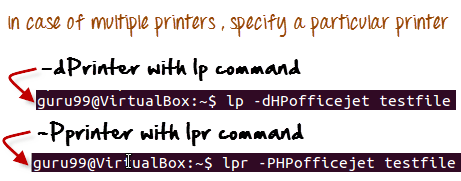 In case of multiple printers , specify a particular printer
-dPrinter with lp command
guru99@VirtualBox:~$ lp -dHPofficejet testfile
-Pprinter with lpr command
guru99@VirtualBox:~$ lpr -PHPofficejet testfile